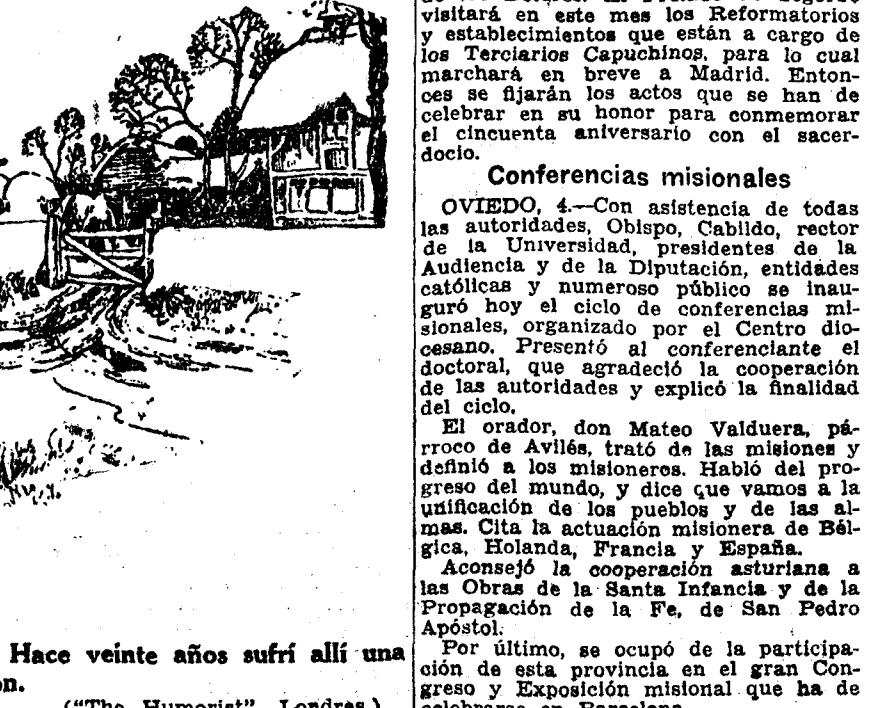 Hace veinte años sufrí allí una
on.
("The Humorist", Londres.)
visitará en este mes los Reformatorios
y establecimientos que están a cargo de
los Terciarios Capuchinos, para lo cual
marchará en breve a Madrid. Enton-
ces se fijarán los actos que se han de
celebrar en su honor para conmemorar
el cincuenta aniversario con el sacer-
docio.
Conferencias misionales
OVIEDO, 4.—Con asistencia de todas
las autoridades, Obispo, Cabildo, rector
de la Universidad, presidentes de la
Audiencia y de la Diputación, entidades
católicas y numeroso público se inau-
guró hoy el ciclo de conferencias mi-
sionales, organizado por el Centro dio-
cesano. Presentó al conferenciante el
doctoral, que agradeció la cooperación
de las autoridades y explicó la finalidad
del ciclo.
El orador, don Mateo Valduera, pá-
rroco de Avilés, trató de las misiones y
definió a los misioneros. Habló del pro-
greso del mundo, y dice que vamos a la
unificación de los pueblos y de las al-
mas. Cita la actuación misionera de Bél-
gica, Holanda, Francia y España.
Aconsejó la cooperación asturiana a
las Obras de la Santa Infancia y de la
Propagación de la Fe, de San Pedro
Apóstol.
Por último, se ocupó de la participa-
ción de esta provincia en el gran Con-
greso y Exposición misional que ha de
celebrarse en Barcelona.